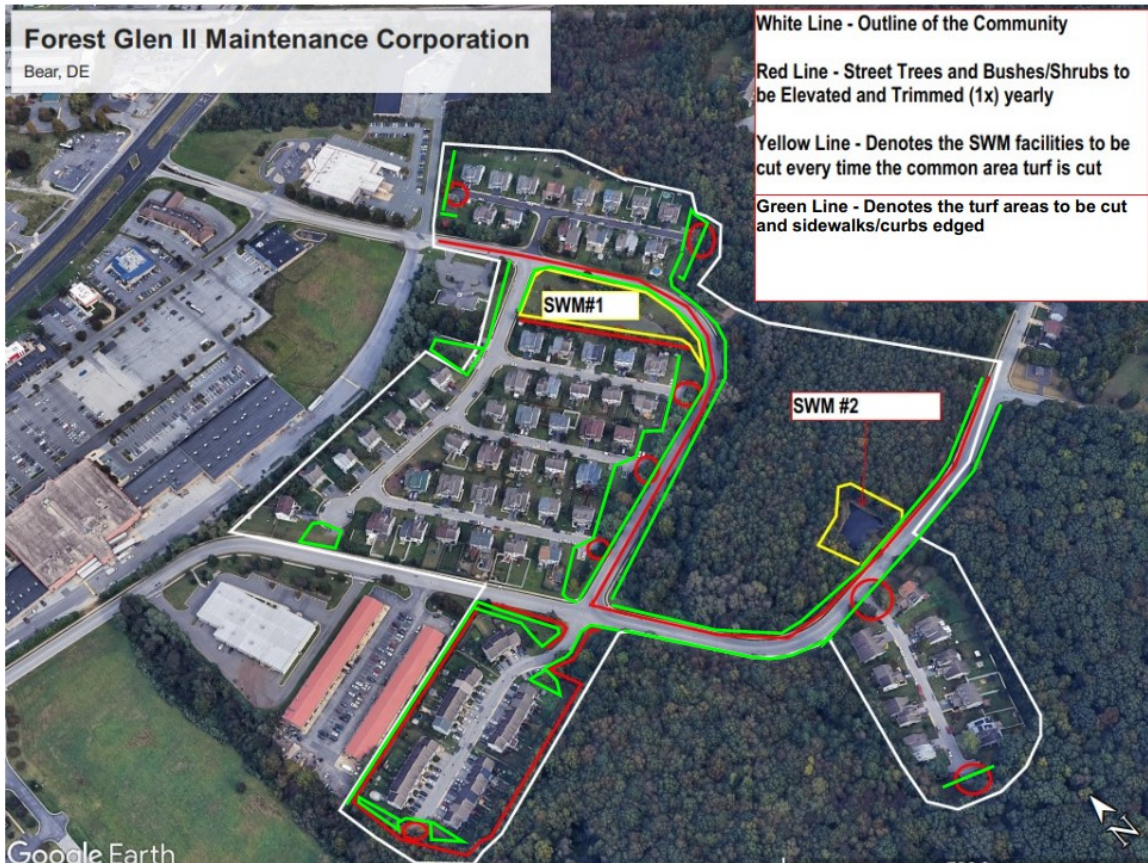 Forest Glen II Maintenance Corporation
Bear, DE
White Line - Outline of the Community
Red Line - Street Trees and Bushes/Shrubs to
be Elevated and Trimmed (1x) yearly
Yellow Line - Denotes the SWM facilities to be
cut every time the common area turf is cut
Green Line - Denotes the turf areas to be cut
and sidewalks/curbs edged
SWM#1
SWM #2
Google Earth
N